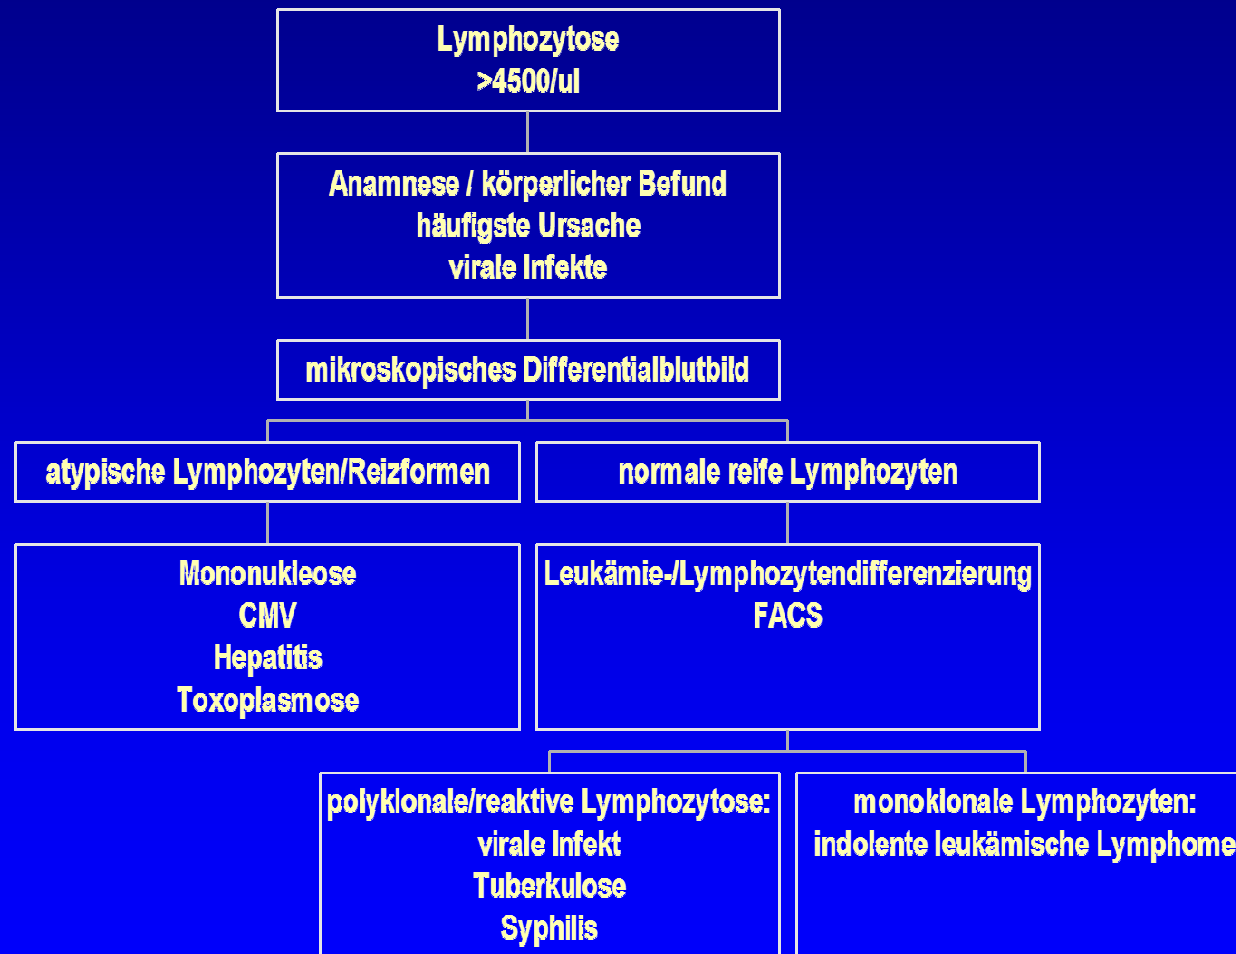 Lymphozytose
>4500/ul
Anamnese / körperlicher Befund
häufigste Ursache
virale Infekte
mikroskopisches Differentialblutbild
atypische Lymphozyten/Reizformen
normale reife Lymphozyten
Mononukleose
CMV
Hepatitis
Toxoplasmose
Leukämie-/Lymphozytendifferenzierung
FACS
polyklonale/reaktive Lymphozytose:
virale Infekt
Tuberkulose
Syphilis
monoklonale Lymphozyten:
indolente leukämische Lymphome